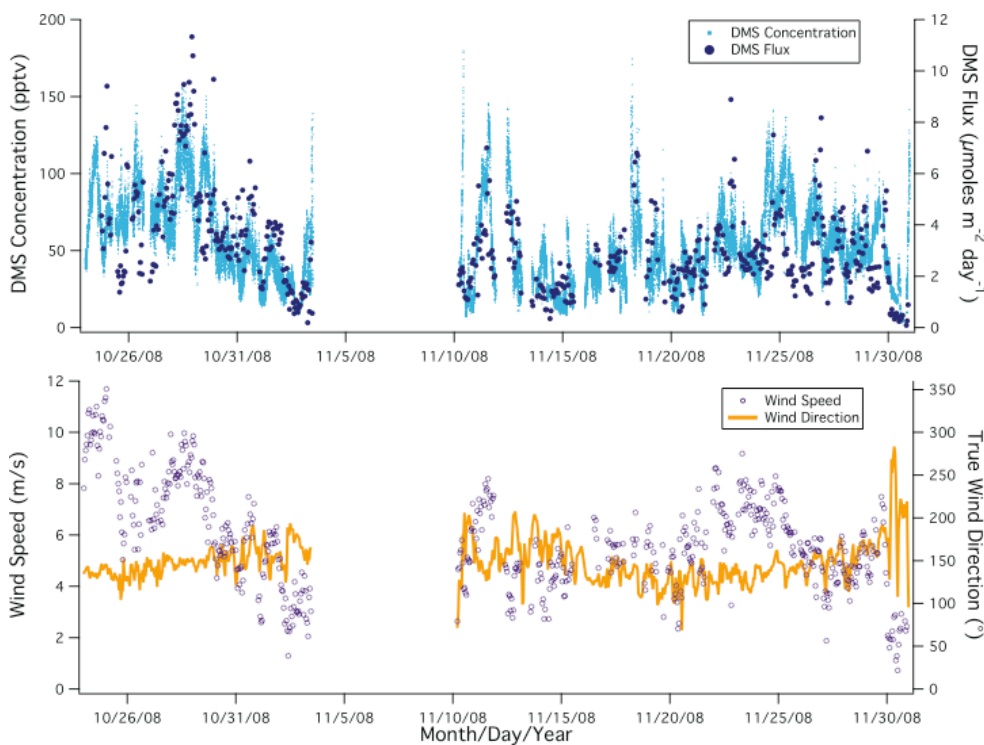 200
150
100
50
0
DMS Concentration (pptv)
DMS Concentration
DMS Flux
12
10
8
6
4
2
0
DMS Flux (μmoles m⁻² day⁻¹)
10/26/08 10/31/08 11/5/08 11/10/08 11/15/08 11/20/08 11/25/08 11/30/08
12
10
8
6
4
2
0
Wind Speed (m/s)
Wind Speed
Wind Direction
350
300
250
200
150
100
50
0
True Wind Direction (°)
10/26/08 10/31/08 11/5/08 11/10/08 11/15/08 11/20/08 11/25/08 11/30/08
Month/Day/Year